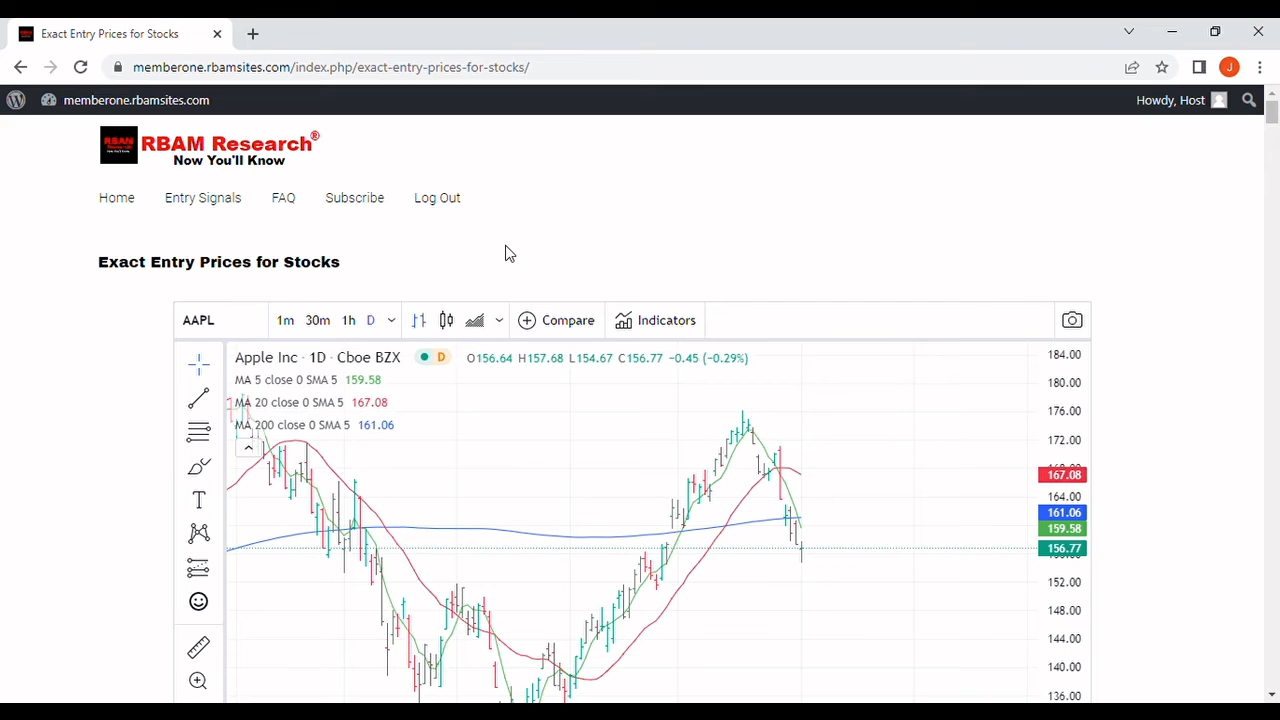 Exact Entry Prices for Stocks
memberone.rbamsites.com/index.php/exact-entry-prices-for-stocks/
J
memberone.rbamsites.com
Howdy, Host
RBAM Research®
Now You'll Know
Home Entry Signals FAQ Subscribe Log Out
Exact Entry Prices for Stocks
AAPL 1m 30m 1h D Compare Indicators
Apple Inc · 1D · Cboe BZX D O156.64 H157.68 L154.67 C156.77 -0.45 (-0.29%)
MA 5 close 0 SMA 5 159.58
MA 20 close 0 SMA 5 167.08
MA 200 close 0 SMA 5 161.06
184.00
180.00
176.00
172.00
167.08
164.00
161.06
159.58
156.77
152.00
148.00
144.00
140.00
136.00